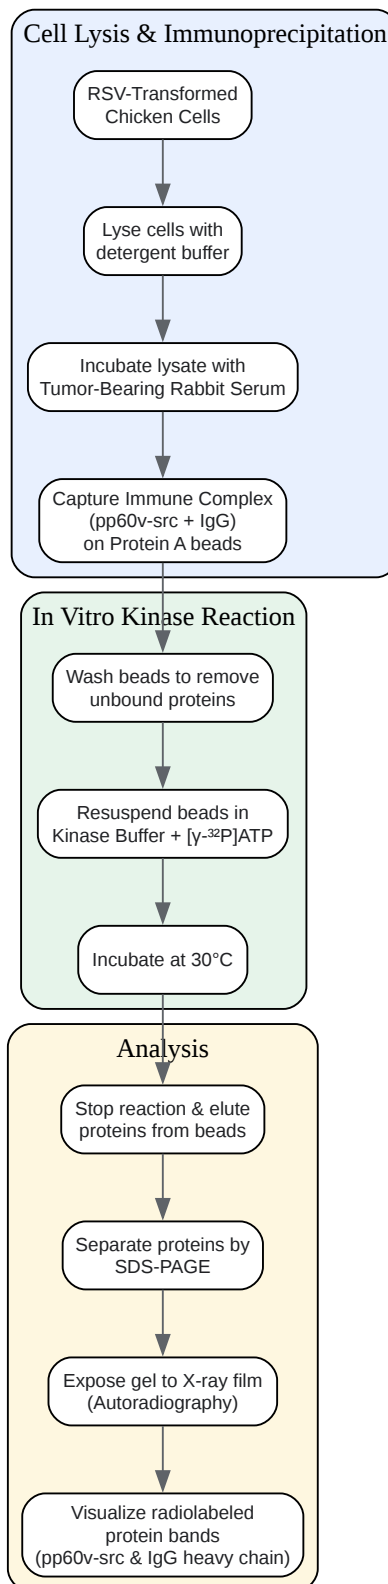 Cell Lysis & Immunoprecipitation
RSV-Transformed
Chicken Cells
Lyse cells with
detergent buffer
Incubate lysate with
Tumor-Bearing Rabbit Serum
Capture Immune Complex
(pp60v-src + IgG)
on Protein A beads
In Vitro Kinase Reaction
Wash beads to remove
unbound proteins
Resuspend beads in
Kinase Buffer + [γ-³²P]ATP
Incubate at 30°C
Analysis
Stop reaction & elute
proteins from beads
Separate proteins by
SDS-PAGE
Expose gel to X-ray film
(Autoradiography)
Visualize radiolabeled
protein bands
(pp60v-src & IgG heavy chain)